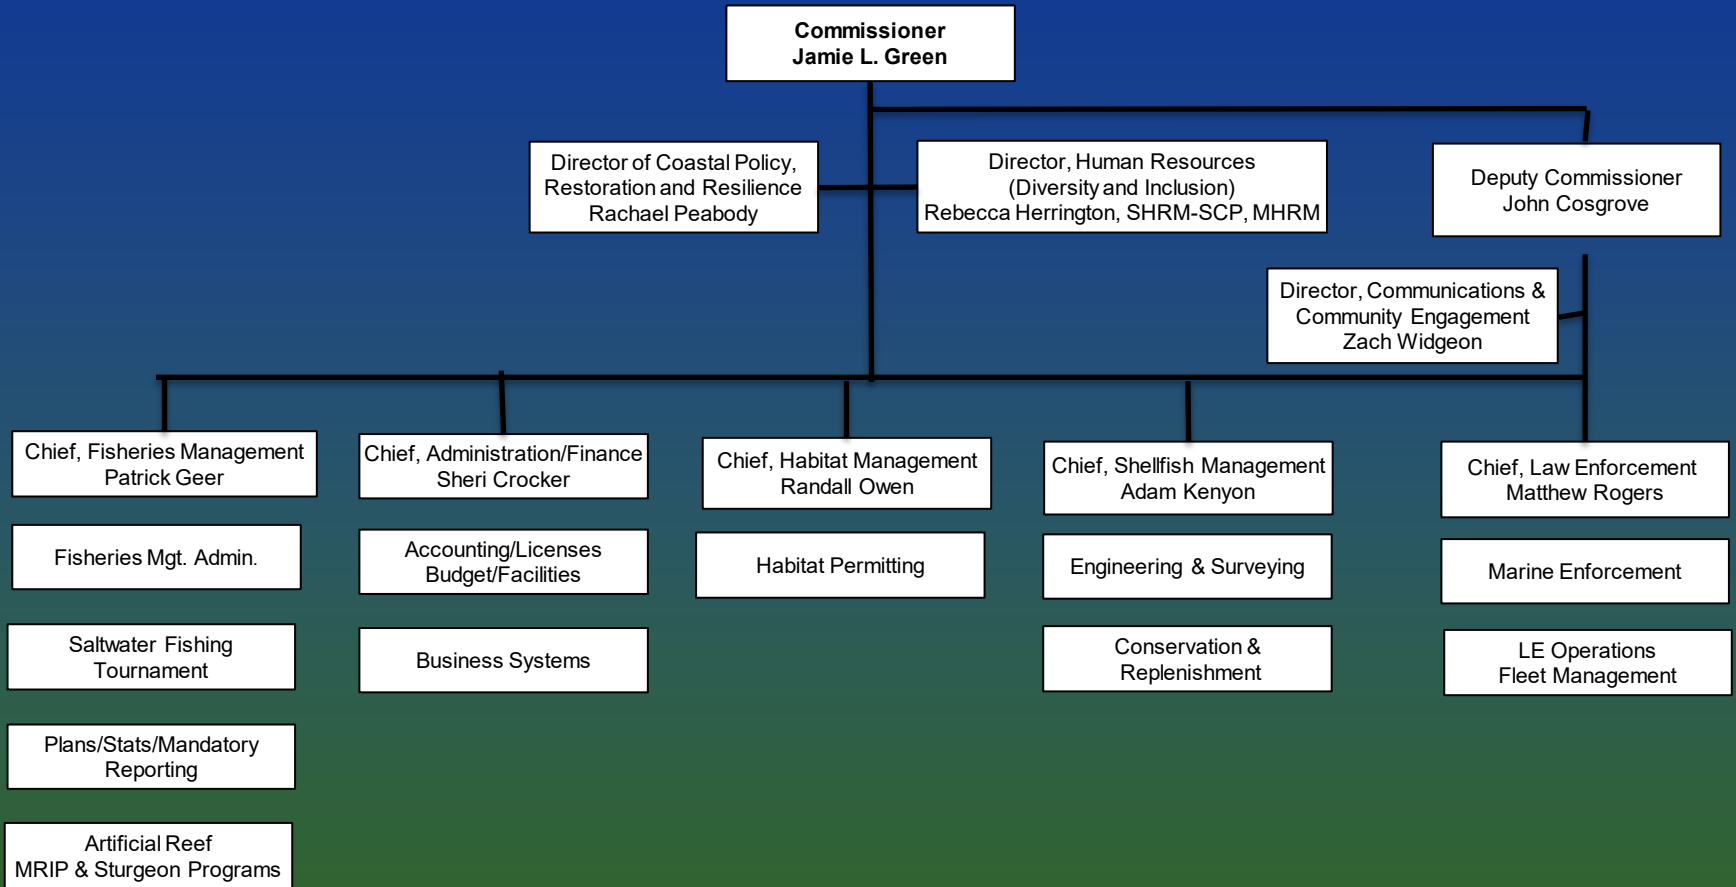 Commissioner
Jamie L. Green
Director of Coastal Policy,
Restoration and Resilience
Rachael Peabody
Director, Human Resources
(Diversity and Inclusion)
Rebecca Herrington, SHRM-SCP, MHRM
Deputy Commissioner
John Cosgrove
Director, Communications &
Community Engagement
Zach Widgeon
Chief, Fisheries Management
Patrick Geer
Fisheries Mgt. Admin.
Saltwater Fishing
Tournament
Plans/Stats/Mandatory
Reporting
Artificial Reef
MRIP & Sturgeon Programs
Chief, Administration/Finance
Sheri Crocker
Accounting/Licenses
Budget/Facilities
Business Systems
Chief, Habitat Management
Randall Owen
Habitat Permitting
Chief, Shellfish Management
Adam Kenyon
Engineering & Surveying
Conservation &
Replenishment
Chief, Law Enforcement
Matthew Rogers
Marine Enforcement
LE Operations
Fleet Management